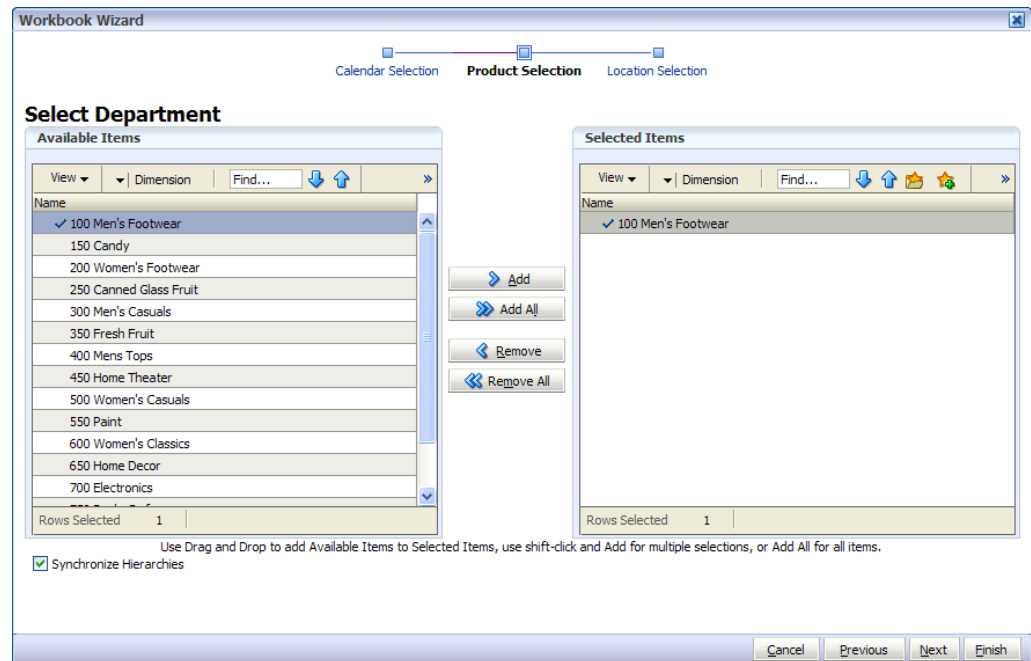 Workbook Wizard
Calendar Selection Product Selection Location Selection
Select Department
Available Items
View Dimension Find... »
Name
100 Men's Footwear
150 Candy
200 Women's Footwear
250 Canned Glass Fruit
300 Men's Casuals
350 Fresh Fruit
400 Mens Tops
450 Home Theater
500 Women's Casuals
550 Paint
600 Women's Classics
650 Home Decor
700 Electronics
Rows Selected 1
Add
Add All
Remove
Remove All
Selected Items
View Dimension Find... »
Name
100 Men's Footwear
Rows Selected 1
Use Drag and Drop to add Available Items to Selected Items, use shift-click and Add for multiple selections, or Add All for all items.
Synchronize Hierarchies
Cancel Previous Next Finish